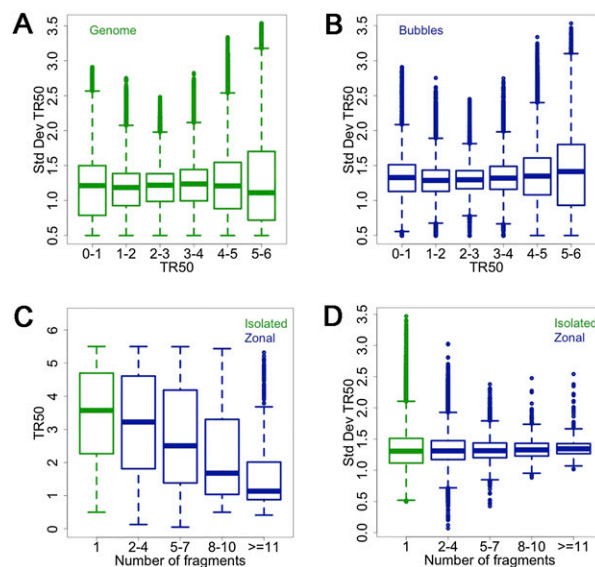 A
Genome
Std Dev TR50
3.5
3.0
2.5
2.0
1.5
1.0
0.5
0-1 1-2 2-3 3-4 4-5 5-6
TR50
B
Bubbles
Std Dev TR50
3.5
3.0
2.5
2.0
1.5
1.0
0.5
0-1 1-2 2-3 3-4 4-5 5-6
TR50
C
Isolated
Zonal
TR50
6
5
4
3
2
1
0
1 2-4 5-7 8-10 >=11
Number of fragments
D
Isolated
Zonal
Std Dev TR50
3.5
3.0
2.5
2.0
1.5
1.0
0.5
0.0
1 2-4 5-7 8-10 >=11
Number of fragments